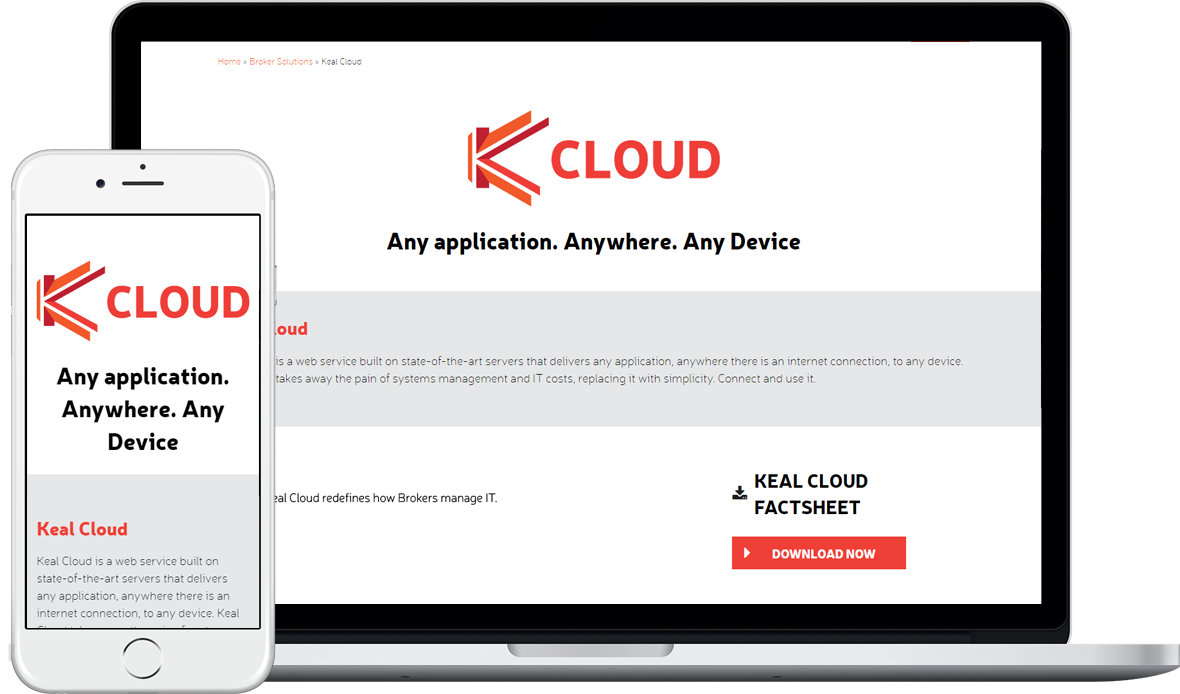 Home » Broker Solutions » Keal Cloud
CLOUD
Any application. Anywhere. Any Device
loud
is a web service built on state-of-the-art servers that delivers any application, anywhere there is an internet connection, to any device.
takes away the pain of systems management and IT costs, replacing it with simplicity. Connect and use it.
eal Cloud redefines how Brokers manage IT.
KEAL CLOUD
FACTSHEET
DOWNLOAD NOW
CLOUD
Any application.
Anywhere. Any
Device
Keal Cloud
Keal Cloud is a web service built on
state-of-the-art servers that delivers
any application, anywhere there is an
internet connection, to any device. Keal